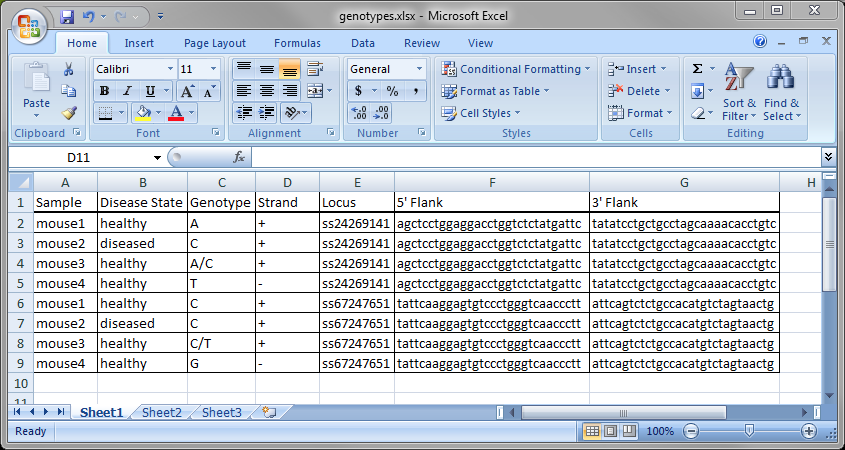 genotypes.xlsx - Microsoft Excel
Home Insert Page Layout Formulas Data Review View
Paste
Calibri 11
General
B I U A A
$ % ,
Conditional Formatting
Format as Table
Cell Styles
Insert
Delete
Format
Σ
Sort & Filter
Find & Select
Clipboard Font Alignment Number Styles Cells Editing
D11 fx
A B C D E F G H
1 Sample Disease State Genotype Strand Locus 5' Flank 3' Flank
2 mouse1 healthy A + ss24269141 agctcctggaggacctggtctctatgattc tatatcctgctgcctagcaaaacacctgtc
3 mouse2 diseased C + ss24269141 agctcctggaggacctggtctctatgattc tatatcctgctgcctagcaaaacacctgtc
4 mouse3 healthy A/C + ss24269141 agctcctggaggacctggtctctatgattc tatatcctgctgcctagcaaaacacctgtc
5 mouse4 healthy T - ss24269141 agctcctggaggacctggtctctatgattc tatatcctgctgcctagcaaaacacctgtc
6 mouse1 healthy C + ss67247651 tattcaaggagtgtccctgggtcaaccctt attcagtctctgccacatgtctagtaactg
7 mouse2 diseased C + ss67247651 tattcaaggagtgtccctgggtcaaccctt attcagtctctgccacatgtctagtaactg
8 mouse3 healthy C/T + ss67247651 tattcaaggagtgtccctgggtcaaccctt attcagtctctgccacatgtctagtaactg
9 mouse4 healthy G - ss67247651 tattcaaggagtgtccctgggtcaaccctt attcagtctctgccacatgtctagtaactg
10
11
Sheet1 Sheet2 Sheet3
Ready 100%